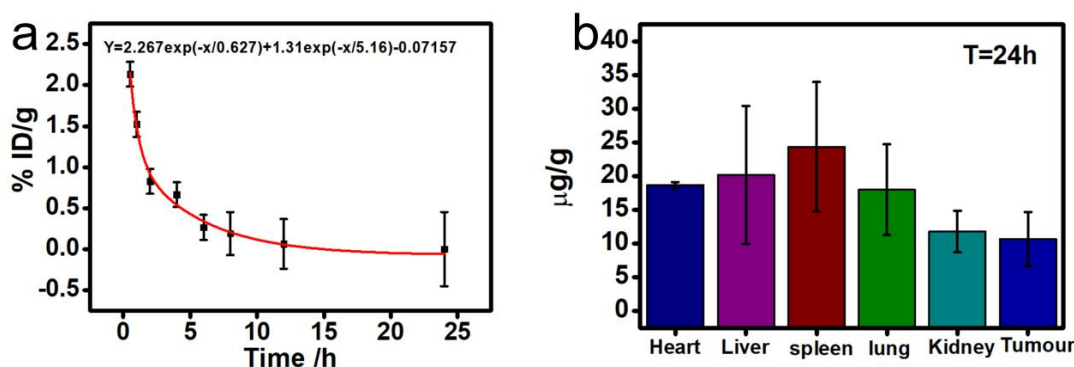 a
Y=2.267exp(-x/0.627)+1.31exp(-x/5.16)-0.07157
% ID/g
2.5
2.0
1.5
1.0
0.5
0.0
-0.5
0 5 10 15 20 25
Time /h
b
T=24h
μg/g
40
35
30
25
20
15
10
5
0
Heart Liver spleen lung Kidney Tumour